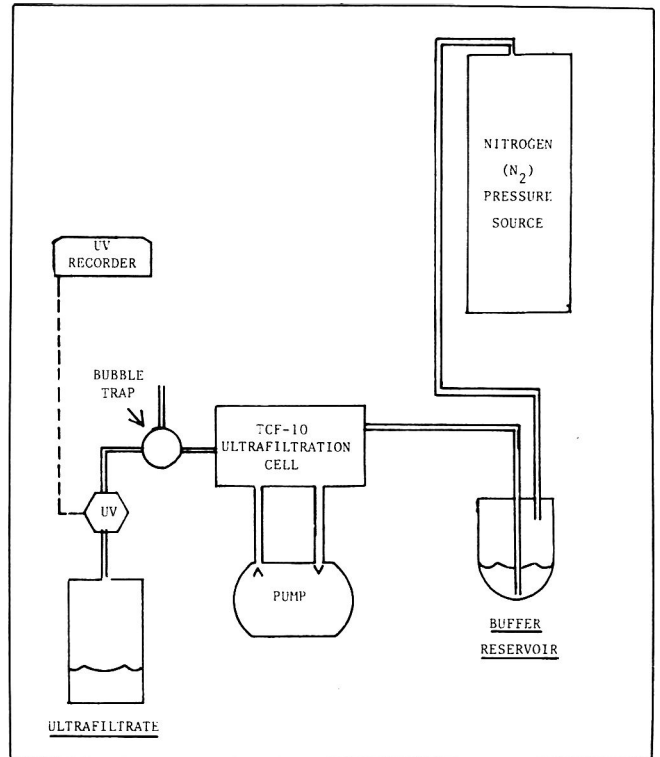 NITROGEN
(N2)
PRESSURE
SOURCE
UV
RECORDER
BUBBLE
TRAP
TCF-10
ULTRAFILTRATION
CELL
UV
PUMP
BUFFER
RESERVOIR
ULTRAFILTRATE